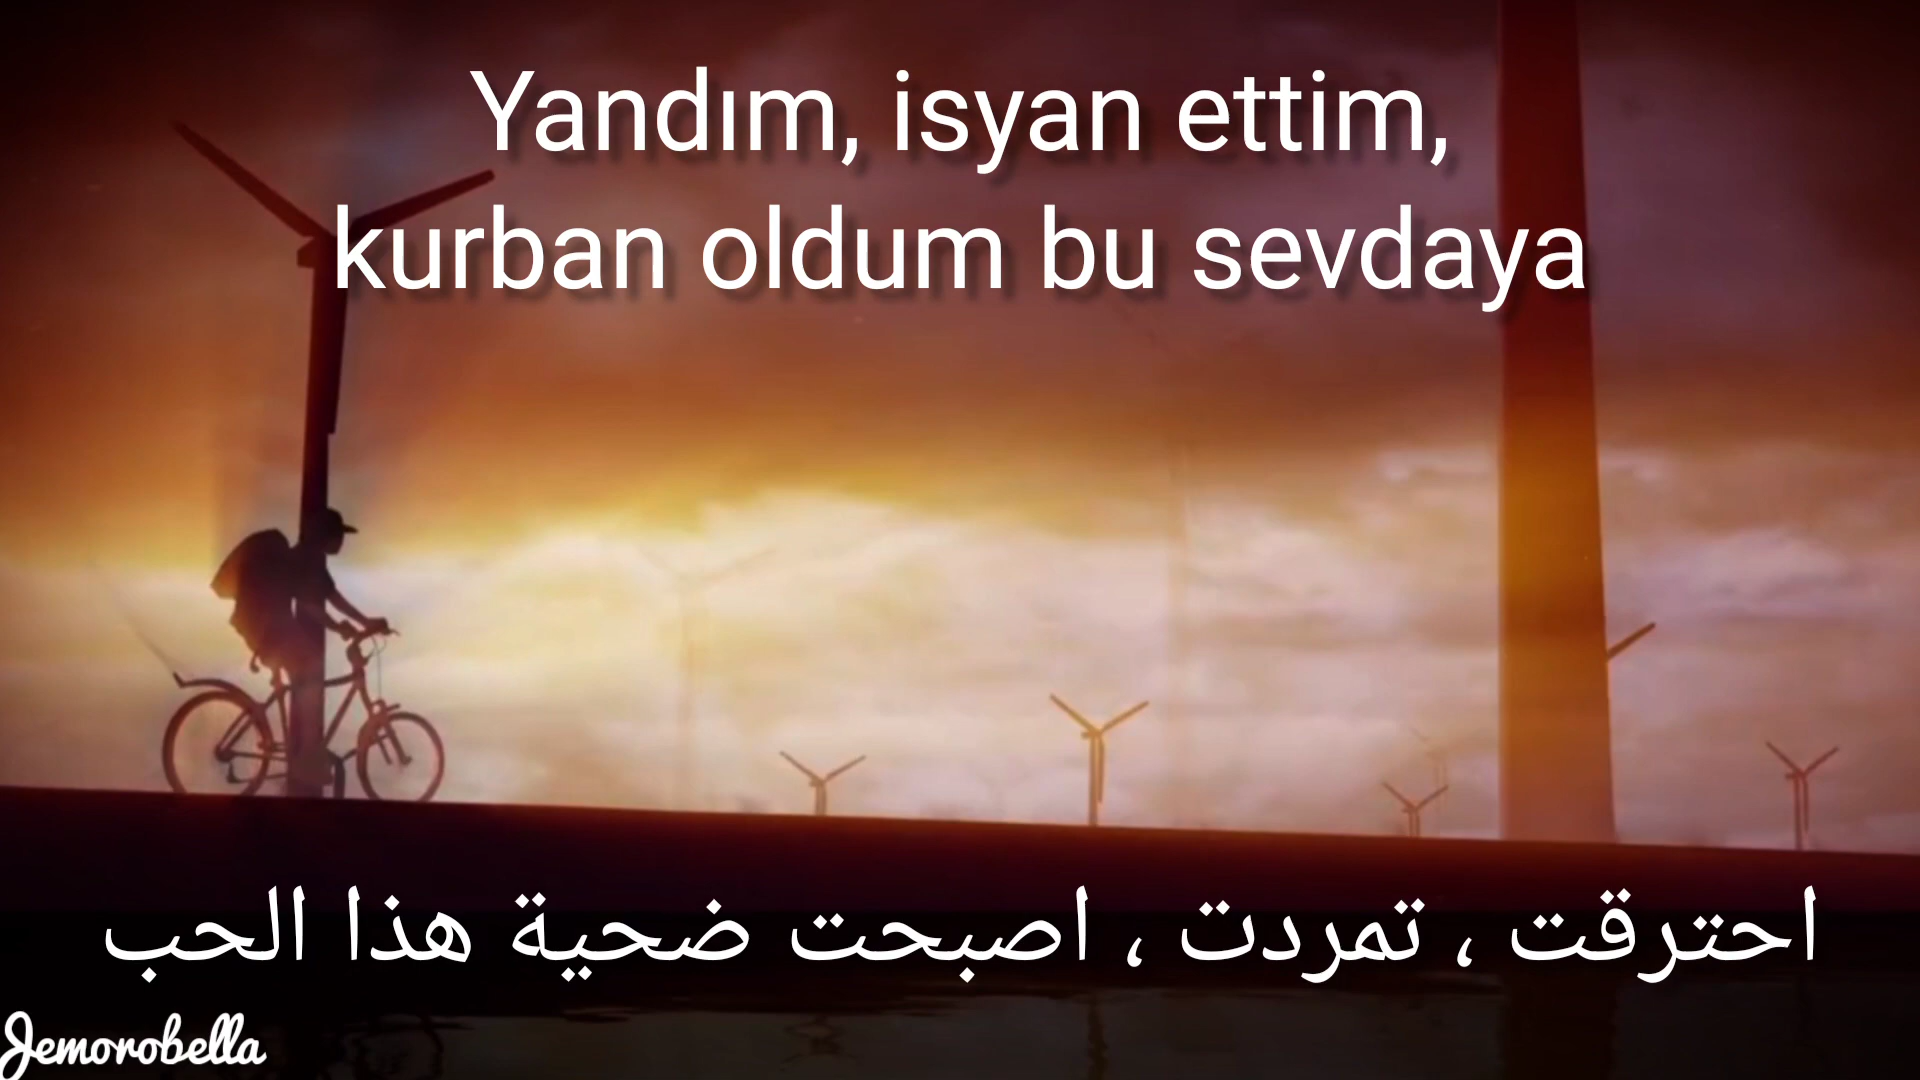 Yandım, isyan ettim,
kurban oldum bu sevdaya
احترقت ، تمردت ، اصبحت ضحية هذا الحب
Jemorobella